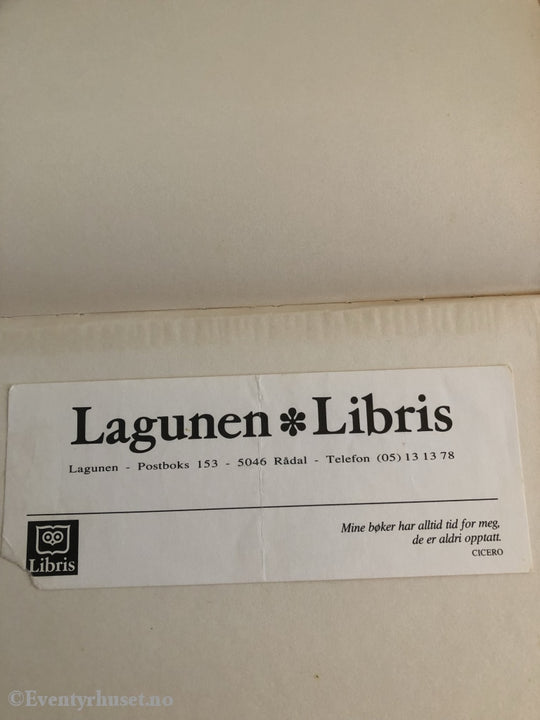 Lagunen ✽ Libris
Lagunen - Postboks 153 - 5046 Rådal - Telefon (05) 13 13 78
Mine bøker har alltid tid for meg,
de er aldri opptatt.
CICERO
Libris
©Eventyrhuset.no